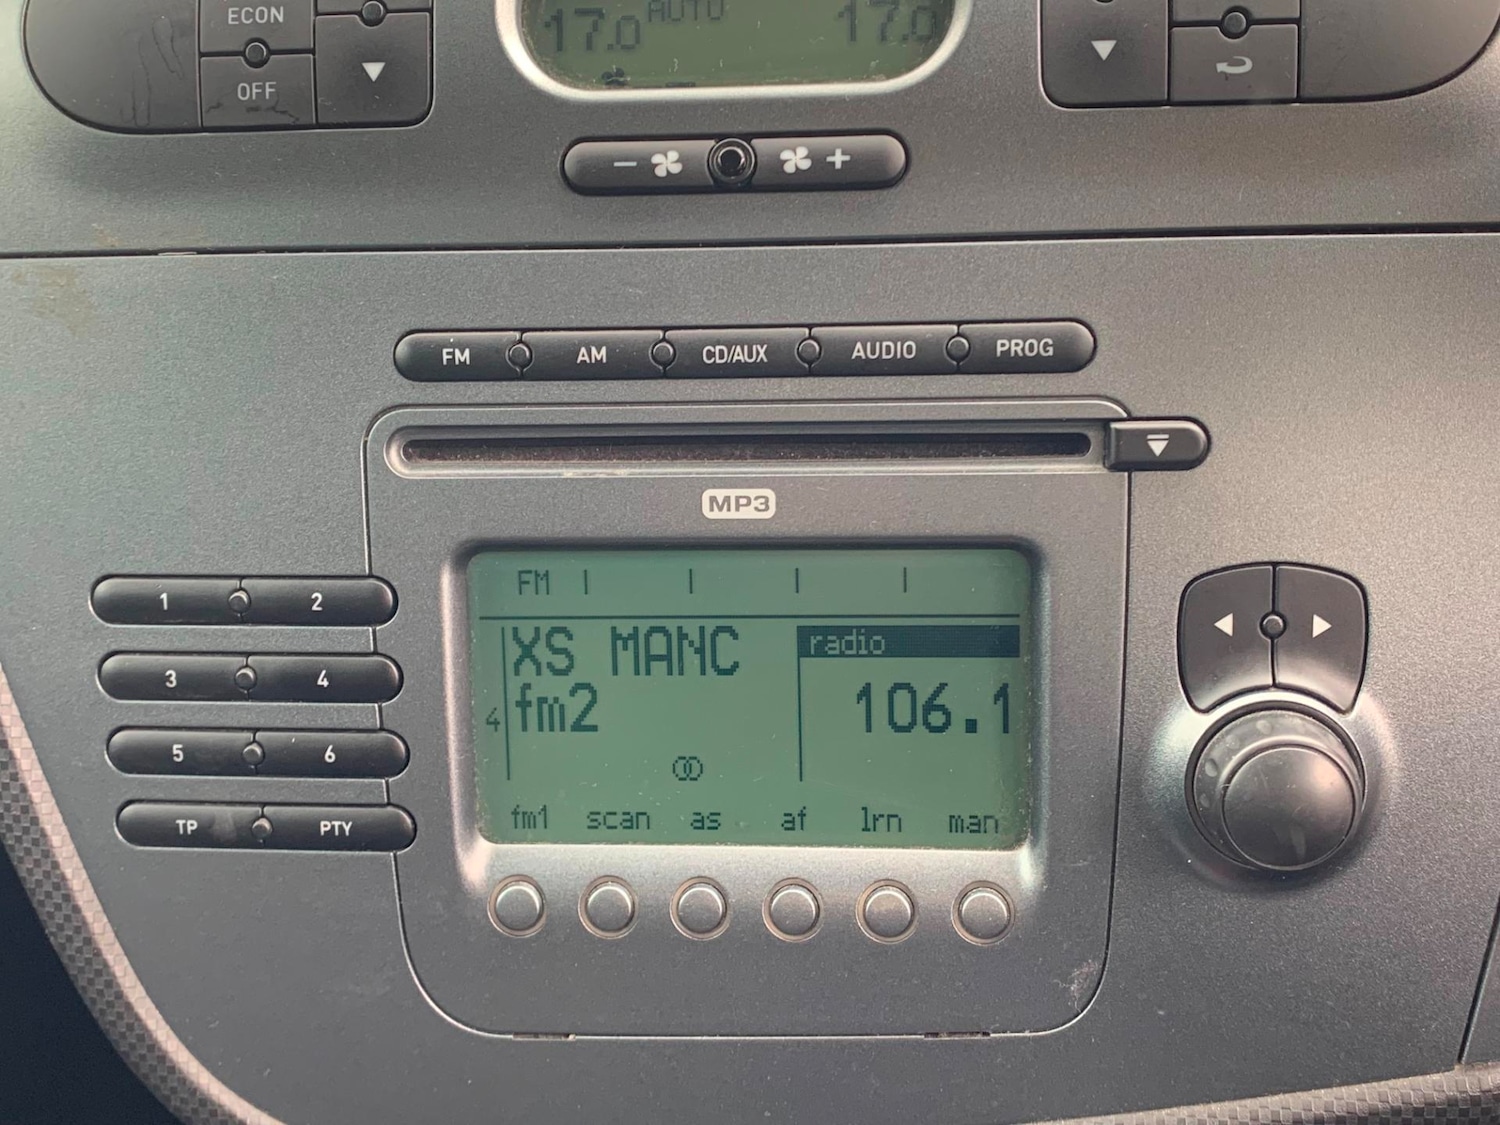 ECON
OFF
17.0 AUTO 17.0
- +
FM AM CD/AUX AUDIO PROG
MP3
FM
XS MANC
radio
fm2
106.1
4
fm1 scan as af lrn man
1 2
3 4
5 6
TP PTY